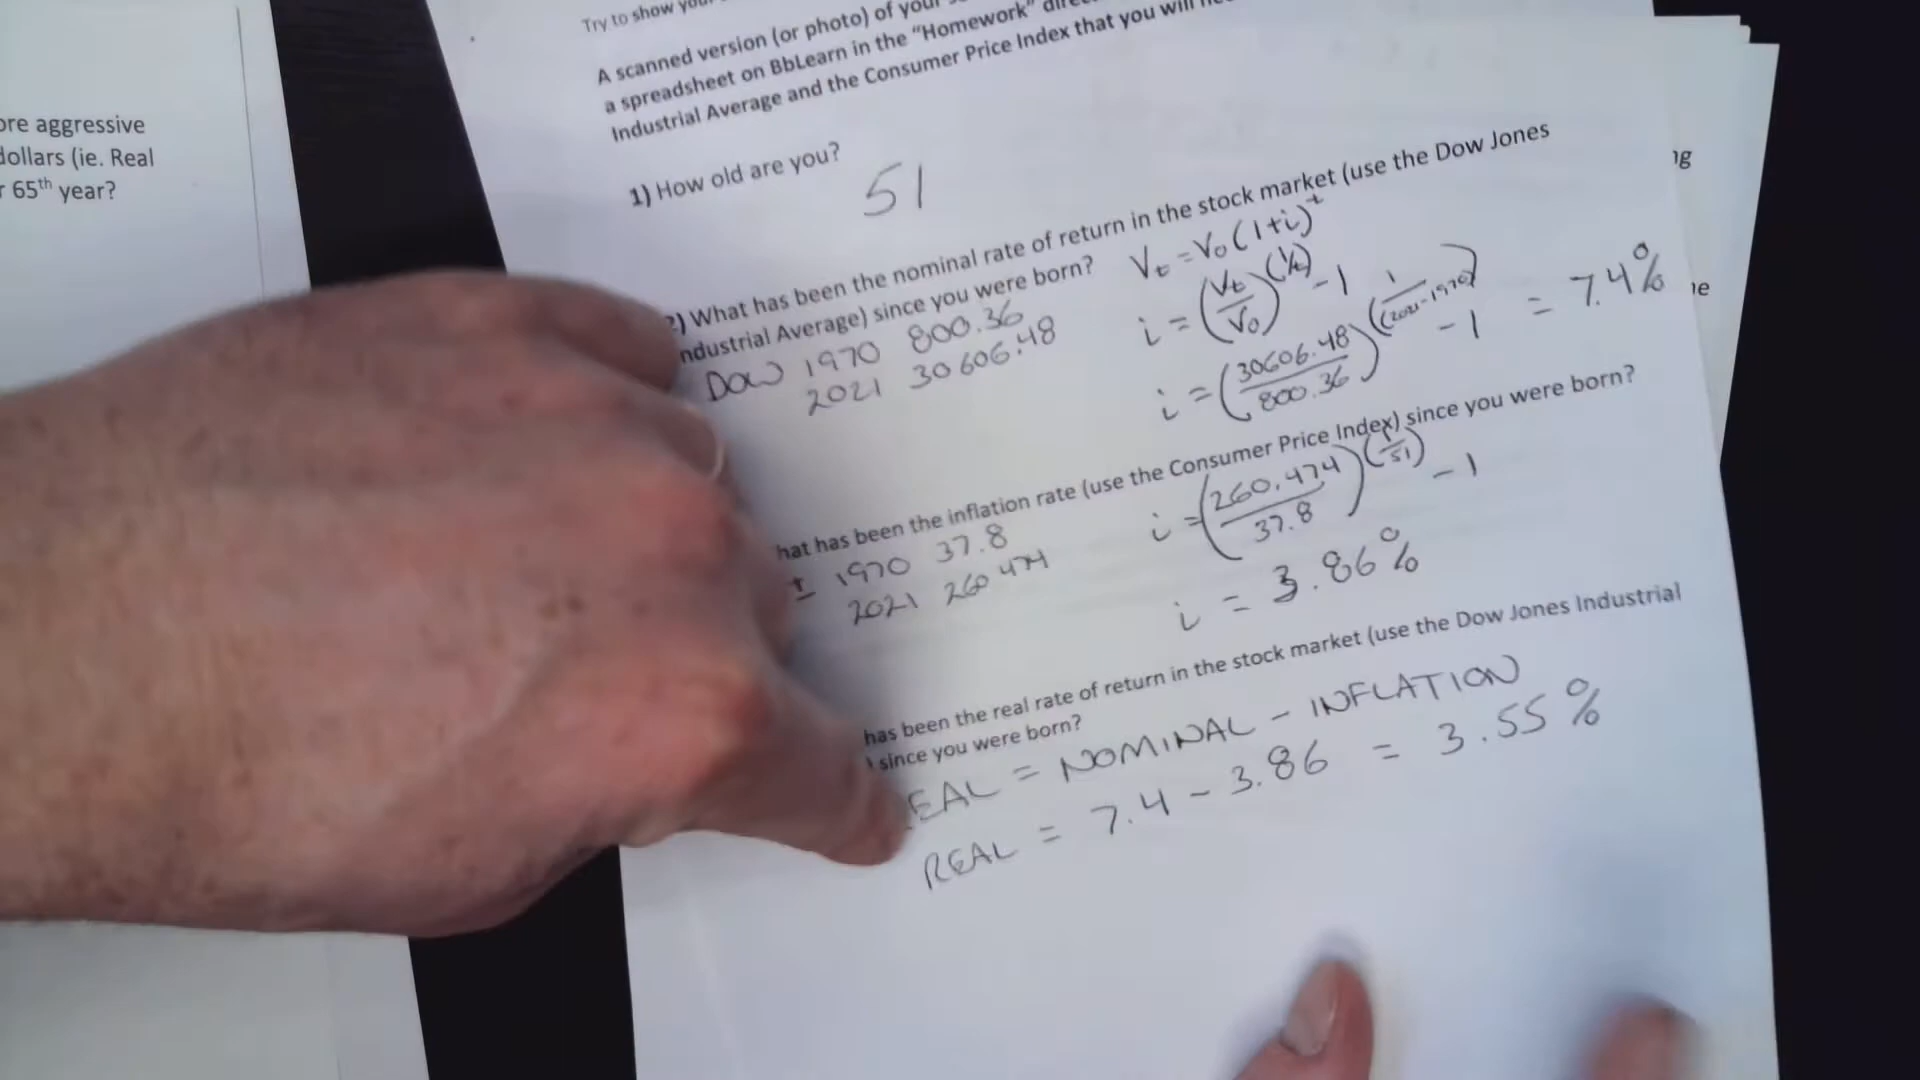 ore aggressive
dollars (ie. Real
65th year?
Try to show
A scanned version (or photo) of your
a spreadsheet on BbLearn in the “Homework”
Industrial Average and the Consumer Price Index that you will
1) How old are you?
51
2) What has been the nominal rate of return in the stock market (use the Dow Jones
ndustrial Average) since you were born?
DOW 1970 800.36
2021 30606.48
Vt = V0(1+i)^t
i = (Vt/V0)^(1/t) - 1
i = (30606.48/800.36)^(1/(2021-1970)) - 1 = 7.4%
hat has been the inflation rate (use the Consumer Price Index) since you were born?
1970 37.8
2021 260 474
i = (260.474/37.8)^(1/51) - 1
i = 3.86%
has been the real rate of return in the stock market (use the Dow Jones Industrial
since you were born?
EAL = NOMINAL - INFLATION
REAL = 7.4 - 3.86 = 3.55%
ng